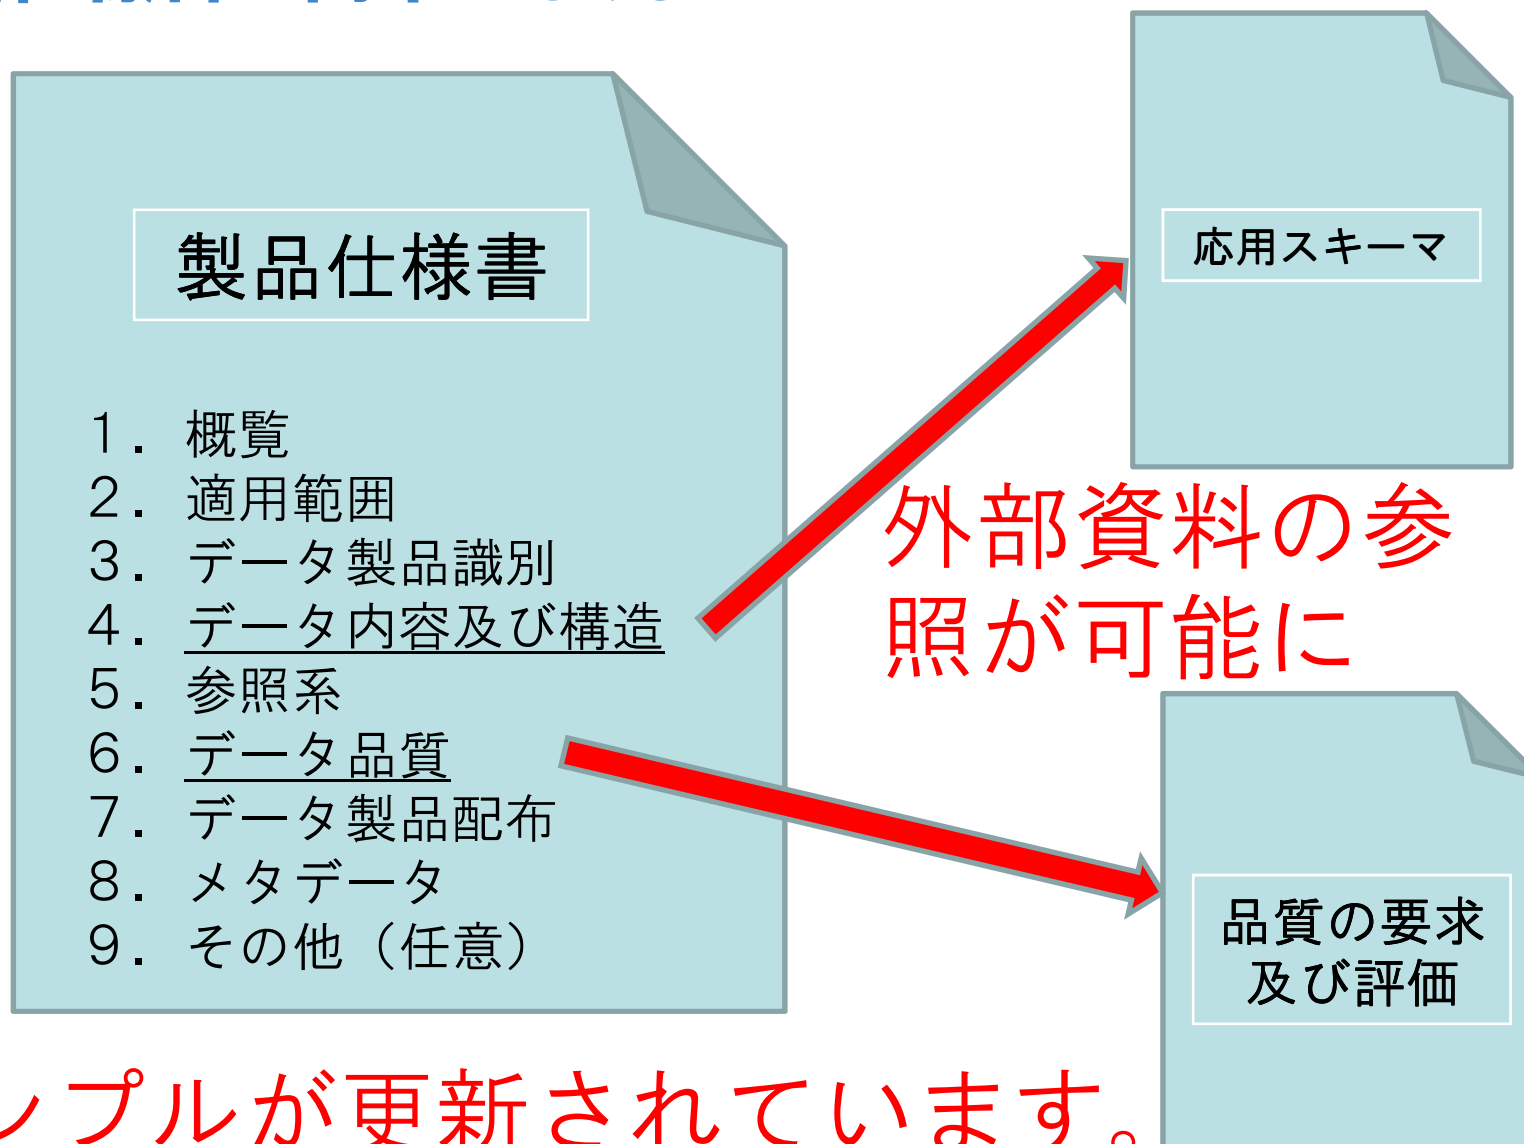 製品仕様書
1. 概覧
2. 適用範囲
3. データ製品識別
4. データ内容及び構造
5. 参照系
6. データ品質
7. データ製品配布
8. メタデータ
9. その他（任意）
応用スキーマ
外部資料の参
照が可能に
品質の要求
及び評価
ンプルが更新されています。